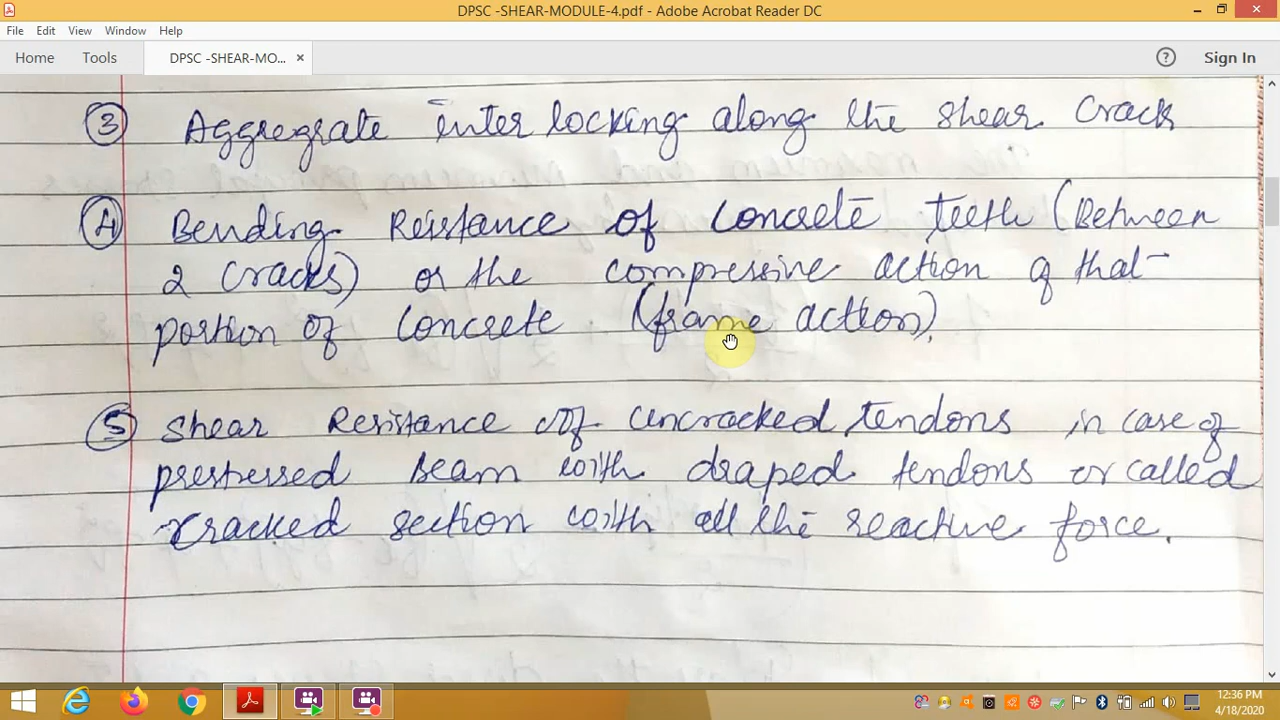 DPSC -SHEAR-MODULE-4.pdf - Adobe Acrobat Reader DC
File Edit View Window Help
Home Tools DPSC -SHEAR-MO... × ? Sign In
3 Aggregrate inter locking along the shear crack
4 Bending Resistance of concrete teeth (Between
2 cracks) or the compressive action of that
portion of concrete. (frame action).
5 Shear Resistance of uncracked tendons in case of
prestressed Beam with draped tendons or called
cracked section with all the reactive force.
12:36 PM
4/18/2020